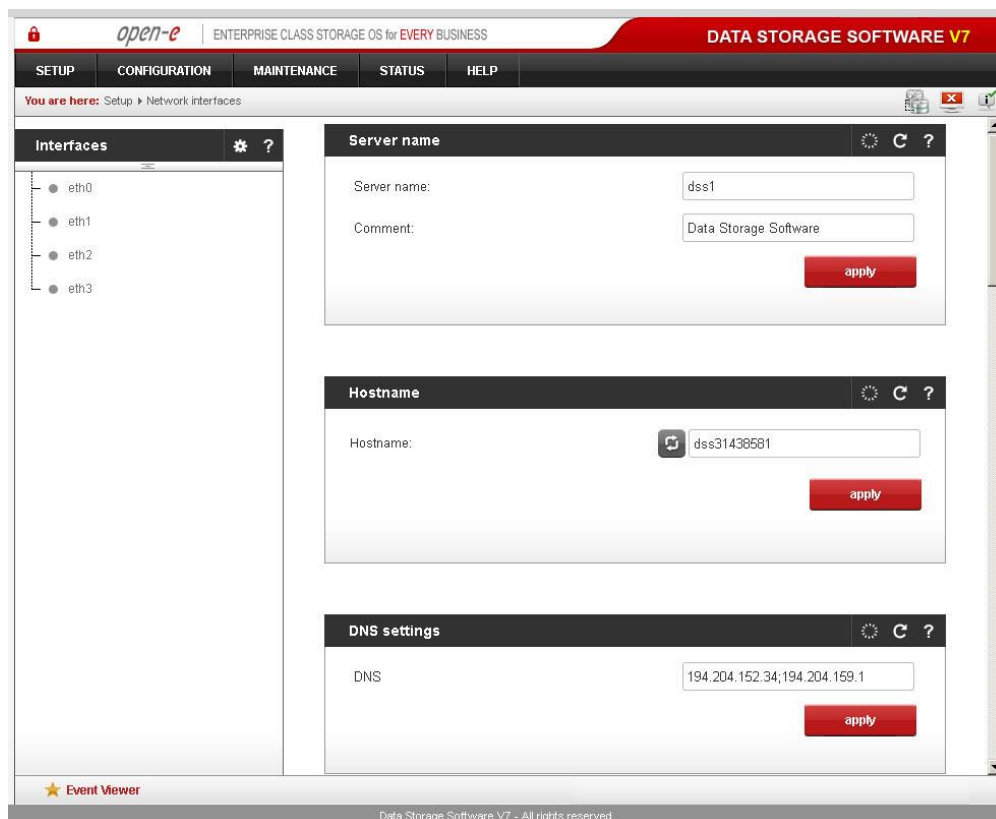 open-e ENTERPRISE CLASS STORAGE OS for EVERY BUSINESS DATA STORAGE SOFTWARE V7
SETUP CONFIGURATION MAINTENANCE STATUS HELP
You are here: Setup Network interfaces
Interfaces ?
eth0
eth1
eth2
eth3
Server name ?
Server name: dss1
Comment: Data Storage Software
apply
Hostname ?
Hostname: dss31438581
apply
DNS settings ?
DNS 194.204.152.34;194.204.159.1
apply
Event Viewer
Data Storage Software V7 - All rights reserved